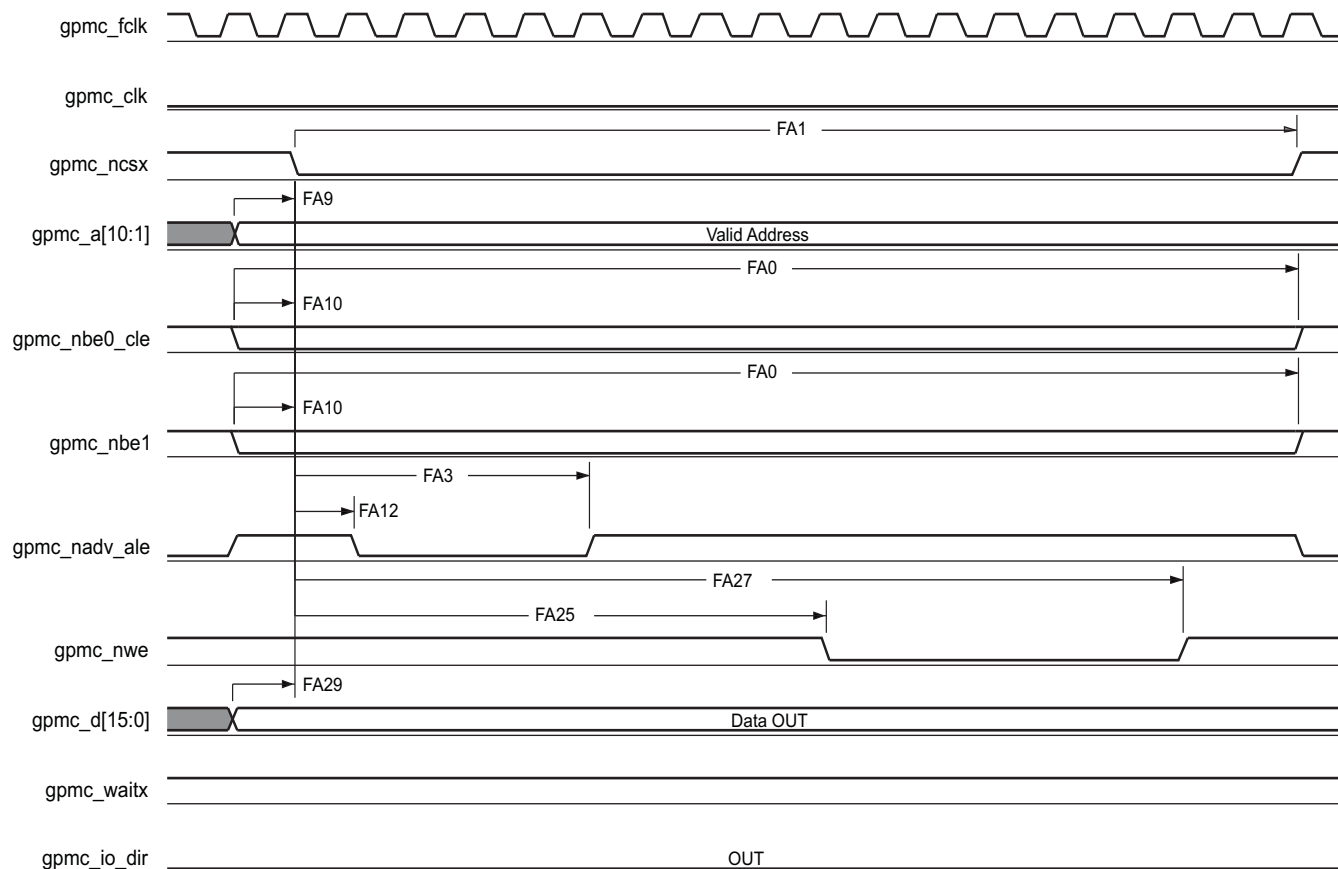 gpmc_fclk
gpmc_clk
FA1
gpmc_ncsx
FA9
gpmc_a[10:1]
Valid Address
FA0
FA10
gpmc_nbe0_cle
FA0
FA10
gpmc_nbe1
FA3
FA12
gpmc_nadv_ale
FA27
FA25
gpmc_nwe
FA29
gpmc_d[15:0]
Data OUT
gpmc_waitx
gpmc_io_dir
OUT